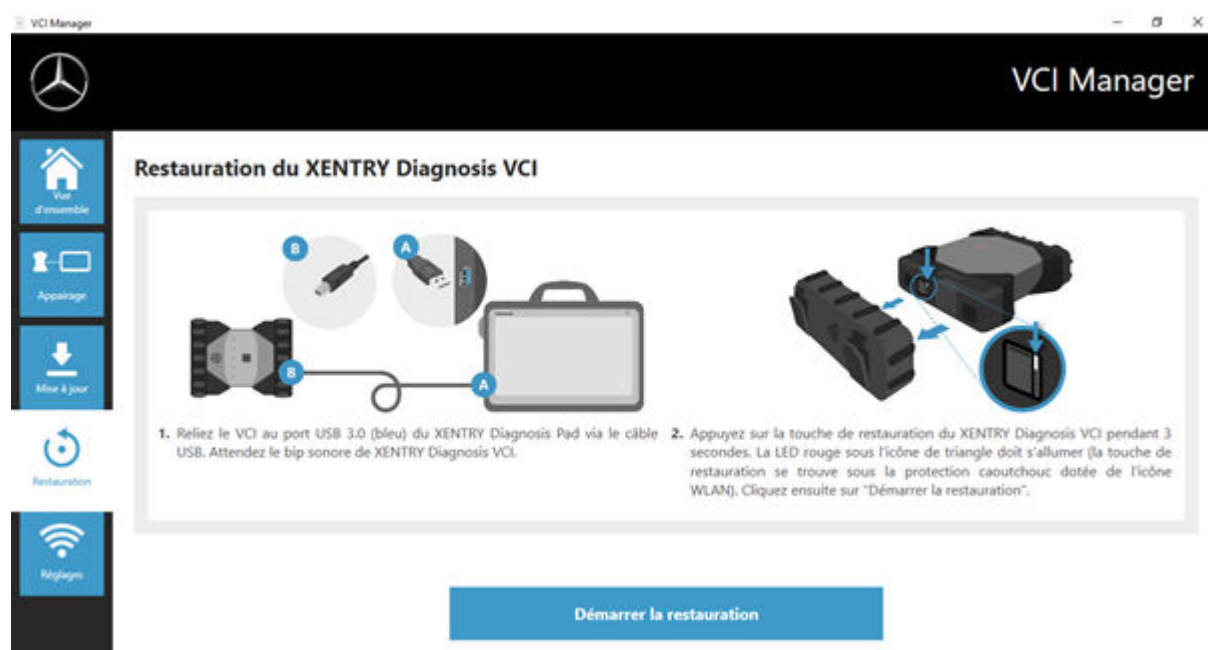 VCI Manager
VCI Manager
Vue
d'ensemble
Appairage
Mise à jour
Restauration
Réglages
Restauration du XENTRY Diagnosis VCI
B
A
B
A
1. Reliez le VCI au port USB 3.0 (bleu) du XENTRY Diagnosis Pad via le câble
USB. Attendez le bip sonore de XENTRY Diagnosis VCI.
2. Appuyez sur la touche de restauration du XENTRY Diagnosis VCI pendant 3
secondes. La LED rouge sous l'icône de triangle doit s'allumer (la touche de
restauration se trouve sous la protection caoutchouc dotée de l'icône
WLAN). Cliquez ensuite sur "Démarrer la restauration".
Démarrer la restauration